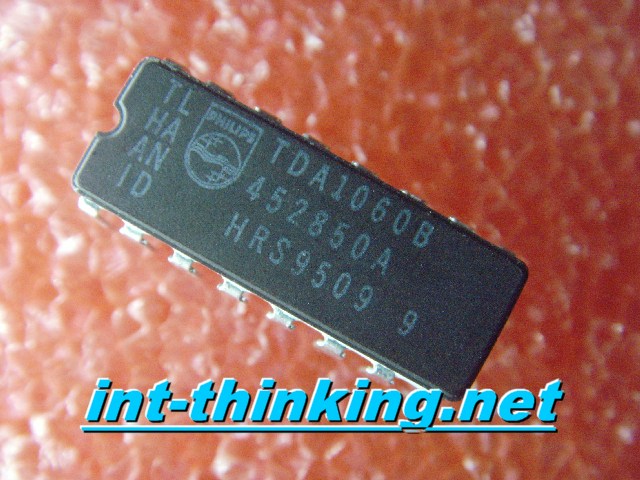 TL
HA
AN
ID
PHILIPS
TDA1060B
452850A
HRS9509 9
int-thinking.net